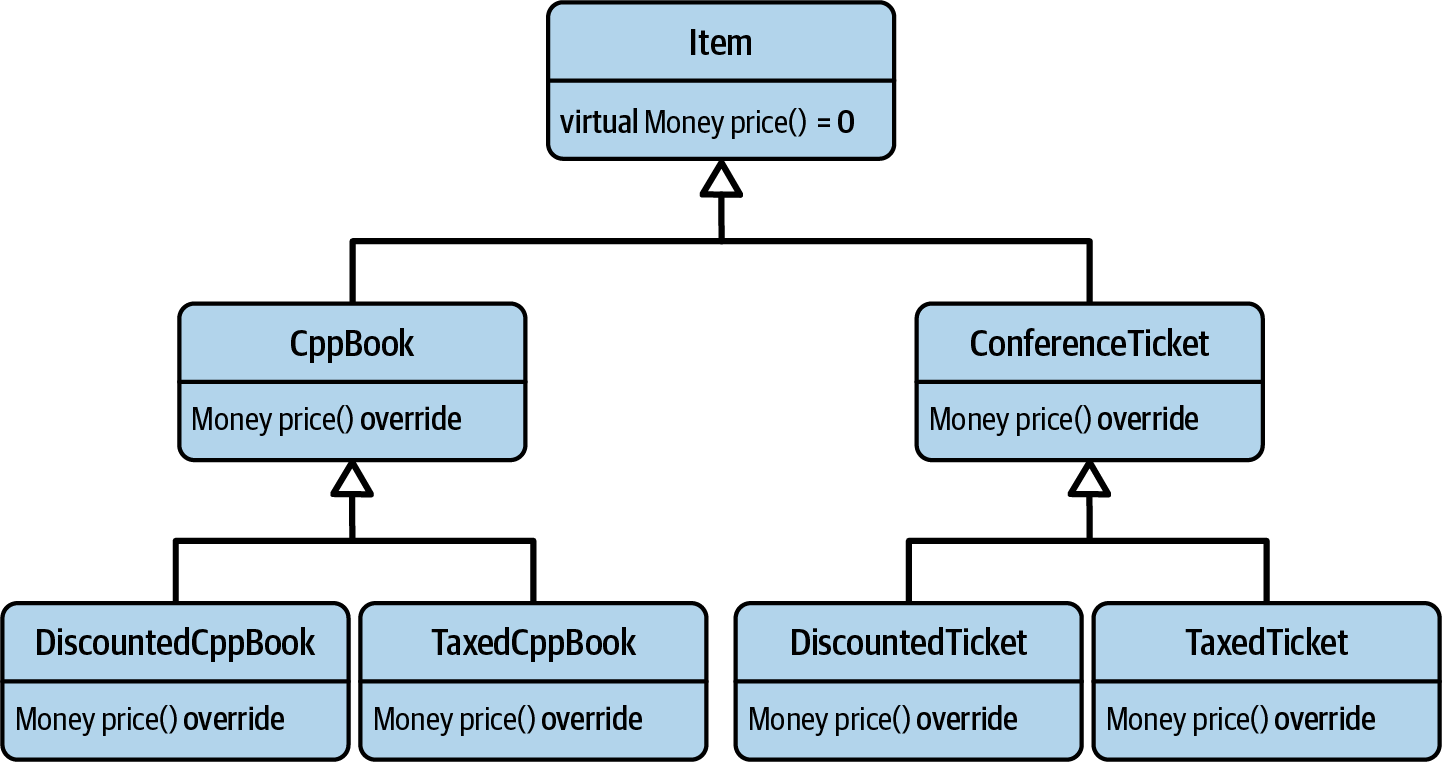 Item
virtual Money price() = 0
CppBook
Money price() override
ConferenceTicket
Money price() override
DiscountedCppBook
Money price() override
TaxedCppBook
Money price() override
DiscountedTicket
Money price() override
TaxedTicket
Money price() override